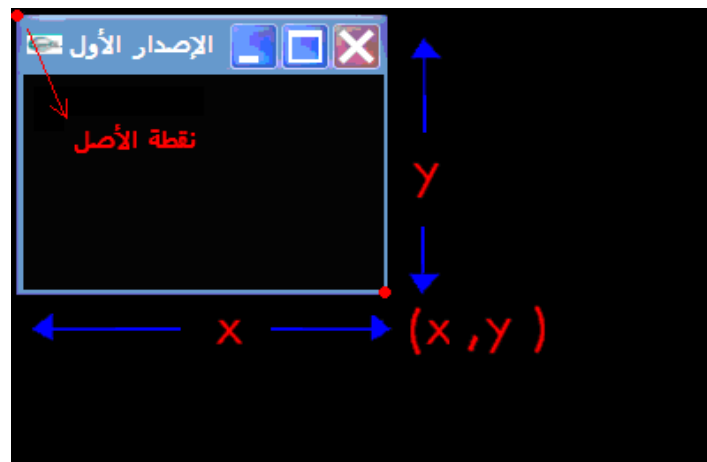 الإصدار الأول
نقطة الأصل
y
x
(x ,y )